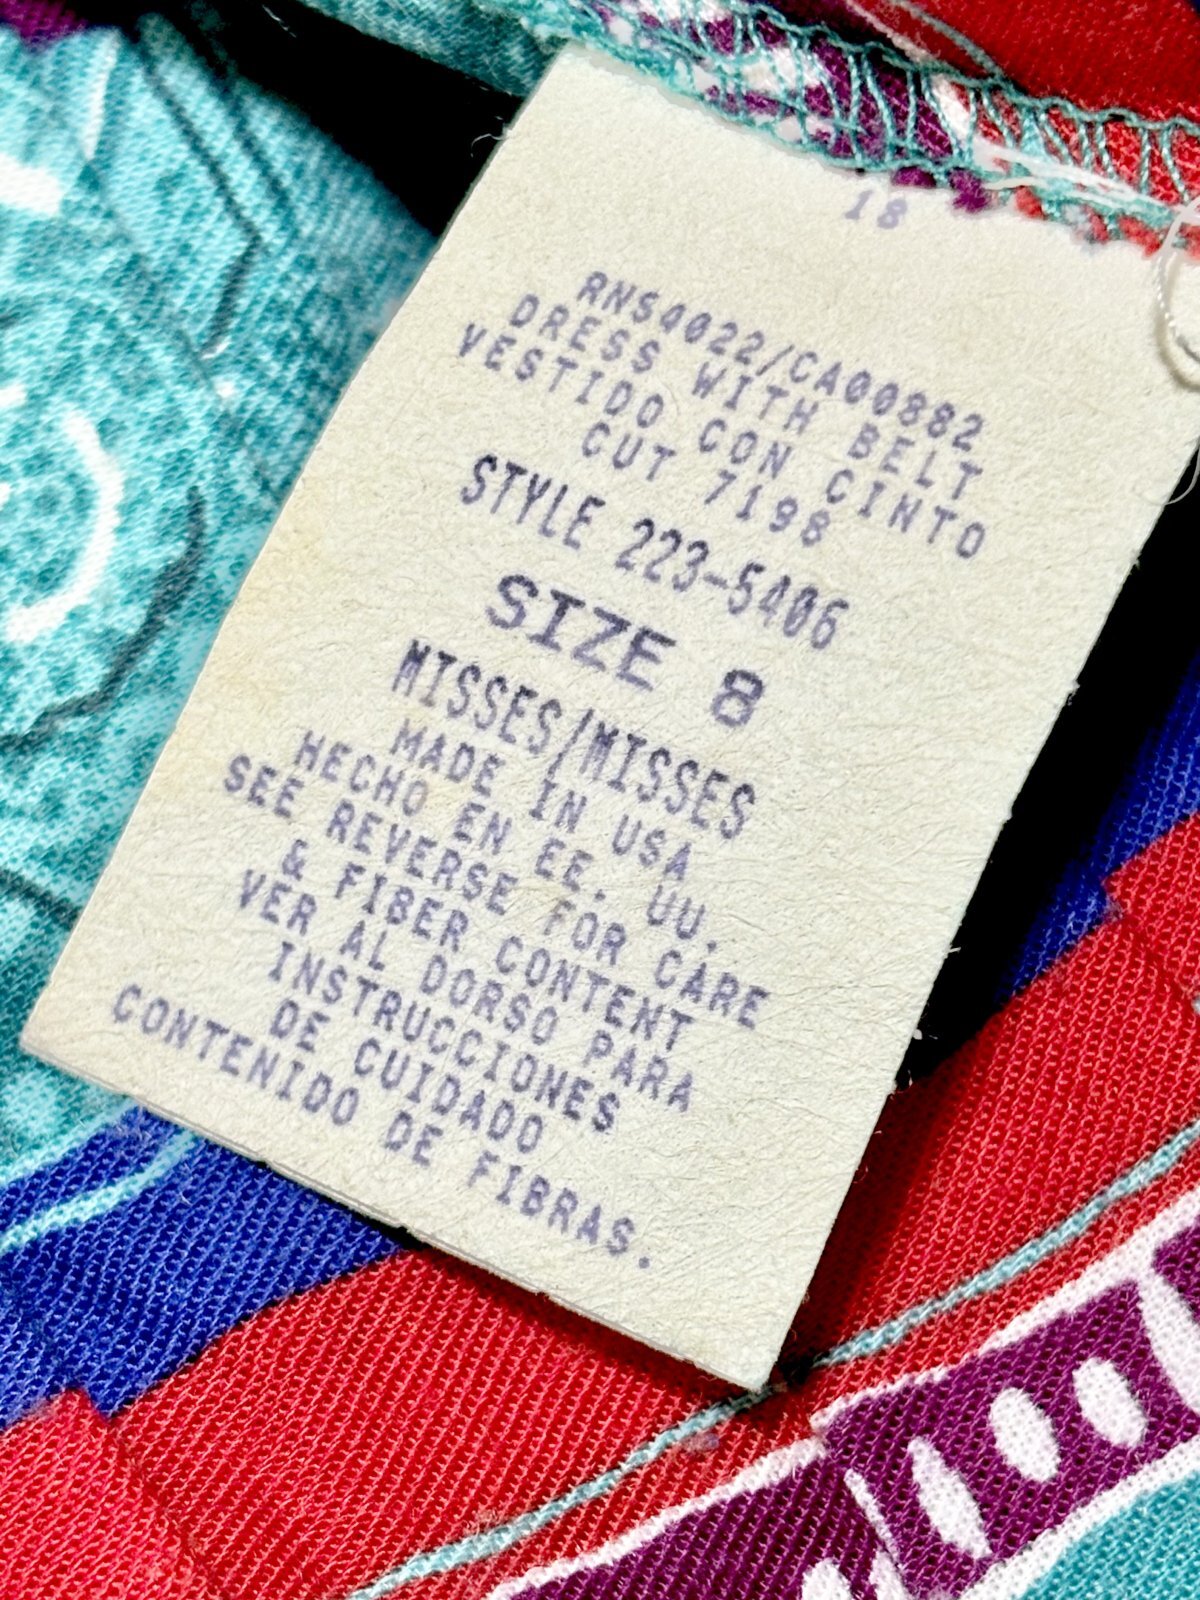 18
RNS4022/CA00882
DRESS WITH BELT
VESTIDO CON CINTO
CUT 7198
STYLE 223-5406
SIZE 8
MISSES/MISSES
MADE IN USA
HECHO EN EE. UU.
SEE REVERSE FOR CARE
& FIBER CONTENT
VER AL DORSO PARA
INSTRUCCIONES
DE CUIDADO
CONTENIDO DE FIBRAS.